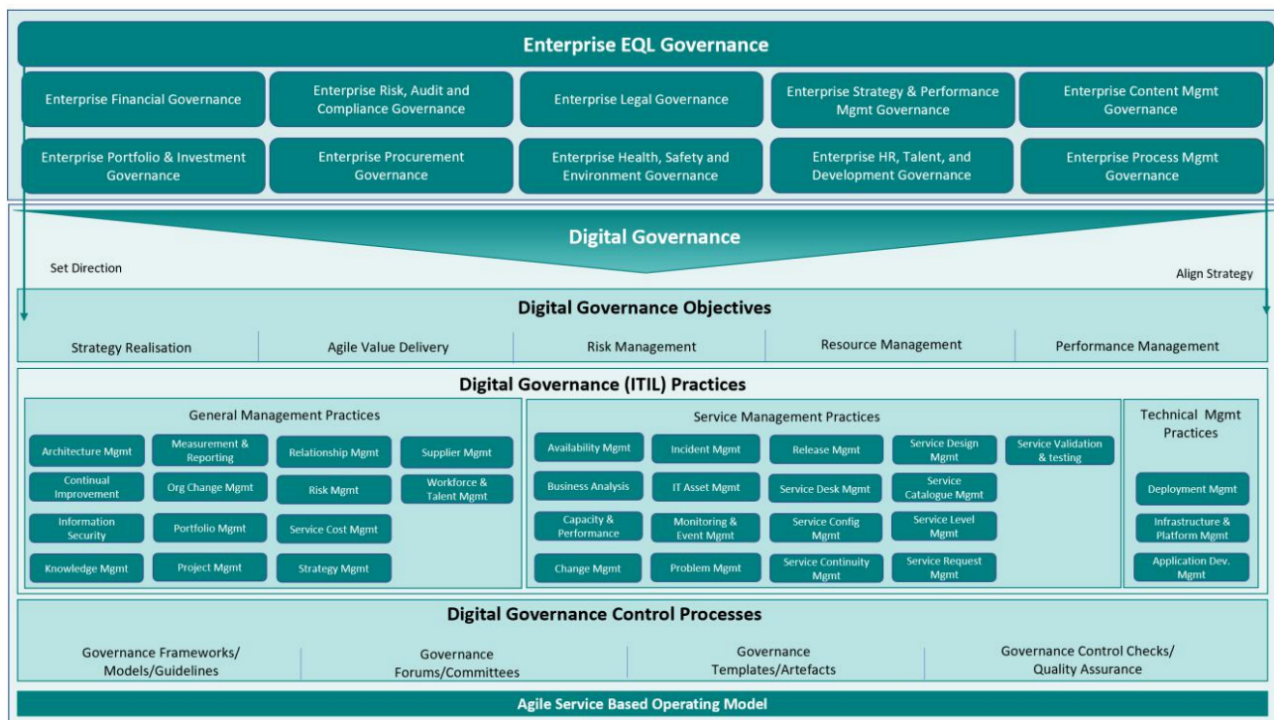 Enterprise EQL Governance
Enterprise Financial Governance
Enterprise Risk, Audit and
Compliance Governance
Enterprise Legal Governance
Enterprise Strategy & Performance
Mgmt Governance
Enterprise Content Mgmt
Governance
Enterprise Portfolio & Investment
Governance
Enterprise Procurement
Governance
Enterprise Health, Safety and
Environment Governance
Enterprise HR, Talent, and
Development Governance
Enterprise Process Mgmt
Governance
Digital Governance
Set Direction
Align Strategy
Digital Governance Objectives
Strategy Realisation
Agile Value Delivery
Risk Management
Resource Management
Performance Management
Digital Governance (ITIL) Practices
General Management Practices
Architecture Mgmt
Measurement &
Reporting
Relationship Mgmt
Supplier Mgmt
Continual
Improvement
Org Change Mgmt
Risk Mgmt
Workforce &
Talent Mgmt
Information
Security
Portfolio Mgmt
Service Cost Mgmt
Knowledge Mgmt
Project Mgmt
Strategy Mgmt
Service Management Practices
Availability Mgmt
Incident Mgmt
Release Mgmt
Service Design
Mgmt
Service Validation
& testing
Business Analysis
IT Asset Mgmt
Service Desk Mgmt
Service
Catalogue Mgmt
Capacity &
Performance
Monitoring &
Event Mgmt
Service Config
Mgmt
Service Level
Mgmt
Change Mgmt
Problem Mgmt
Service Continuity
Mgmt
Service Request
Mgmt
Technical Mgmt
Practices
Deployment Mgmt
Infrastructure &
Platform Mgmt
Application Dev.
Mgmt
Digital Governance Control Processes
Governance Frameworks/
Models/Guidelines
Governance
Forums/Committees
Governance
Templates/Artefacts
Governance Control Checks/
Quality Assurance
Agile Service Based Operating Model